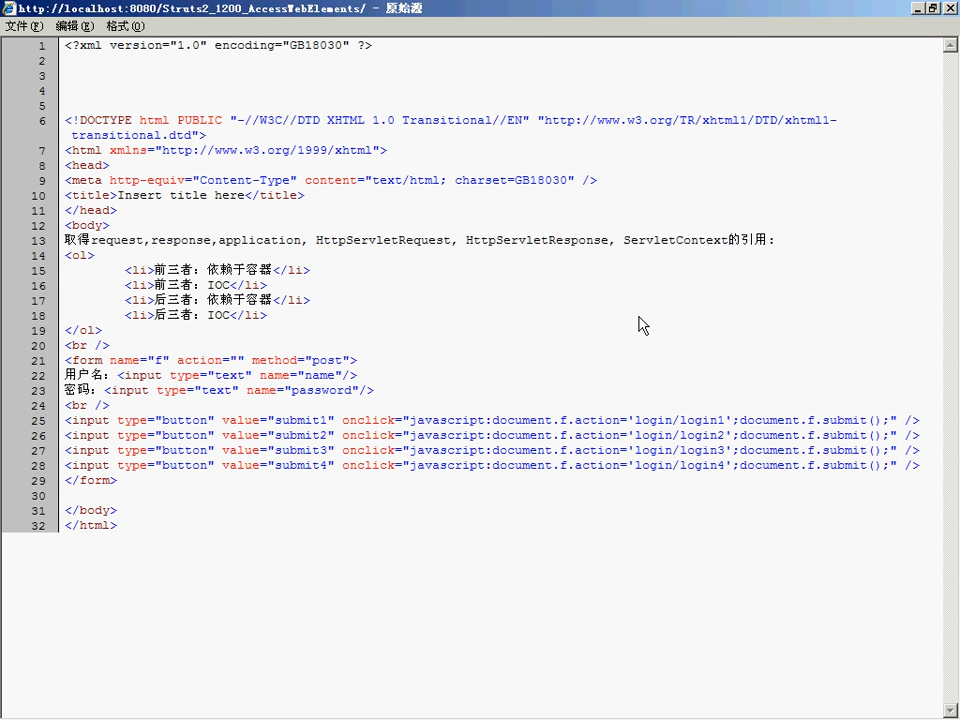 http://localhost:8080/Struts2_1200_AccessWebElements/ - 原始源
文件(F) 编辑(E) 格式(O)
1 <?xml version="1.0" encoding="GB18030" ?>
2
3
4
5
6 <!DOCTYPE html PUBLIC "-//W3C//DTD XHTML 1.0 Transitional//EN" "http://www.w3.org/TR/xhtml1/DTD/xhtml1-
transitional.dtd">
7 <html xmlns="http://www.w3.org/1999/xhtml">
8 <head>
9 <meta http-equiv="Content-Type" content="text/html; charset=GB18030" />
10 <title>Insert title here</title>
11 </head>
12 <body>
13 取得request,response,application, HttpServletRequest, HttpServletResponse, ServletContext的引用:
14 <ol>
15 <li>前三者: 依赖于容器</li>
16 <li>前三者: IOC</li>
17 <li>后三者: 依赖于容器</li>
18 <li>后三者: IOC</li>
19 </ol>
20 <br />
21 <form name="f" action="" method="post">
22 用户名: <input type="text" name="name"/>
23 密码: <input type="text" name="password"/>
24 <br />
25 <input type="button" value="submit1" onclick="javascript:document.f.action='login/login1';document.f.submit();" />
26 <input type="button" value="submit2" onclick="javascript:document.f.action='login/login2';document.f.submit();" />
27 <input type="button" value="submit3" onclick="javascript:document.f.action='login/login3';document.f.submit();" />
28 <input type="button" value="submit4" onclick="javascript:document.f.action='login/login4';document.f.submit();" />
29 </form>
30
31 </body>
32 </html>